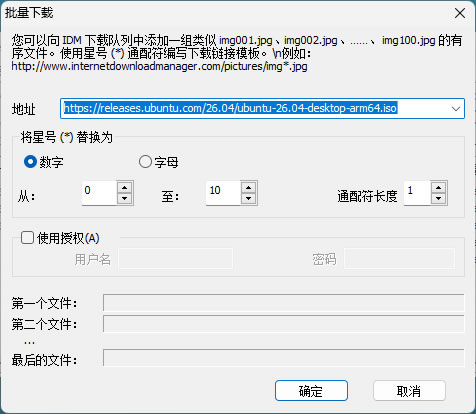 批量下载
您可以向 IDM 下载队列中添加一组类似 img001.jpg、img002.jpg 、……、 img100.jpg 的有
序文件。使用星号 (*) 通配符编写下载链接模板。\n例如：
http://www.internetdownloadmanager.com/pictures/img*.jpg
地址 https://releases.ubuntu.com/26.04/ubuntu-26.04-desktop-arm64.iso
将星号 (*) 替换为
数字 字母
从： 0 至： 10 通配符长度 1
使用授权(A)
用户名 密码
第一个文件：
第二个文件：
...
最后的文件：
确定 取消